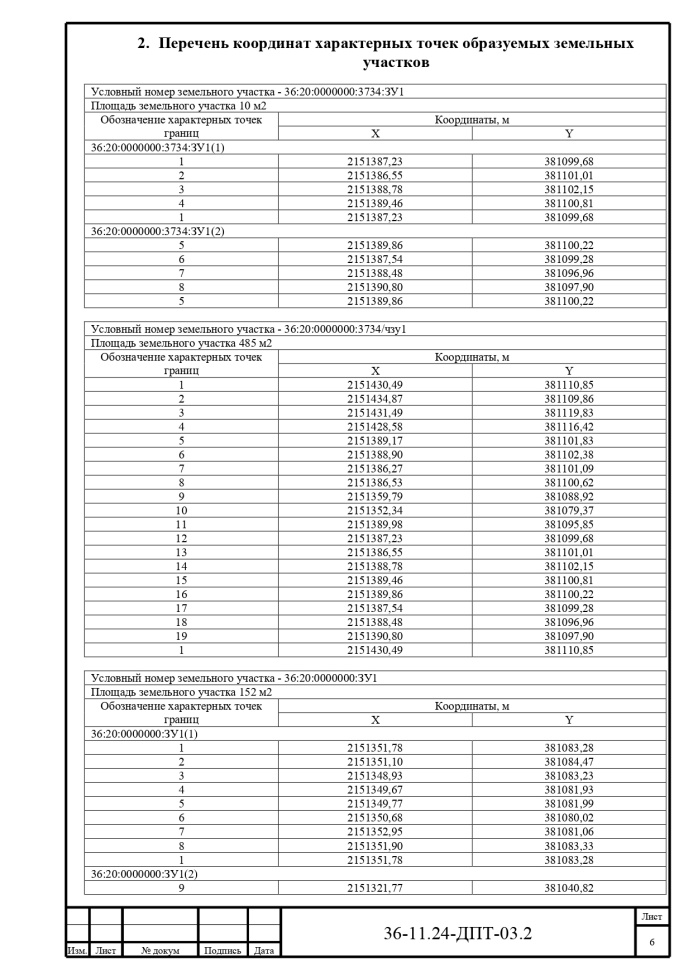 2. Перечень координат характерных точек образуемых земельных
участков
Условный номер земельного участка - 36:20:0000000:3734:ЗУ1
Площадь земельного участка 10 м2
Обозначение характерных точек границ Координаты, м
X Y
36:20:0000000:3734:ЗУ1(1)
1 2151387,23 381099,68
2 2151386,55 381101,01
3 2151388,78 381102,15
4 2151389,46 381100,81
1 2151387,23 381099,68
36:20:0000000:3734:ЗУ1(2)
5 2151389,86 381100,22
6 2151387,54 381099,28
7 2151388,48 381096,96
8 2151390,80 381097,90
5 2151389,86 381100,22
Условный номер земельного участка - 36:20:0000000:3734/чзу1
Площадь земельного участка 485 м2
Обозначение характерных точек границ Координаты, м
X Y
1 2151430,49 381110,85
2 2151434,87 381109,86
3 2151431,49 381119,83
4 2151428,58 381116,42
5 2151389,17 381101,83
6 2151388,90 381102,38
7 2151386,27 381101,09
8 2151386,53 381100,62
9 2151359,79 381088,92
10 2151352,34 381079,37
11 2151389,98 381095,85
12 2151387,23 381099,68
13 2151386,55 381101,01
14 2151388,78 381102,15
15 2151389,46 381100,81
16 2151389,86 381100,22
17 2151387,54 381099,28
18 2151388,48 381096,96
19 2151390,80 381097,90
1 2151430,49 381110,85
Условный номер земельного участка - 36:20:0000000:ЗУ1
Площадь земельного участка 152 м2
Обозначение характерных точек границ Координаты, м
X Y
36:20:0000000:ЗУ1(1)
1 2151351,78 381083,28
2 2151351,10 381084,47
3 2151348,93 381083,23
4 2151349,67 381081,93
5 2151349,77 381081,99
6 2151350,68 381080,02
7 2151352,95 381081,06
8 2151351,90 381083,33
1 2151351,78 381083,28
36:20:0000000:ЗУ1(2)
9 2151321,77 381040,82
Изм. Лист № докум Подпись Дата
36-11.24-ДПТ-03.2
Лист
6